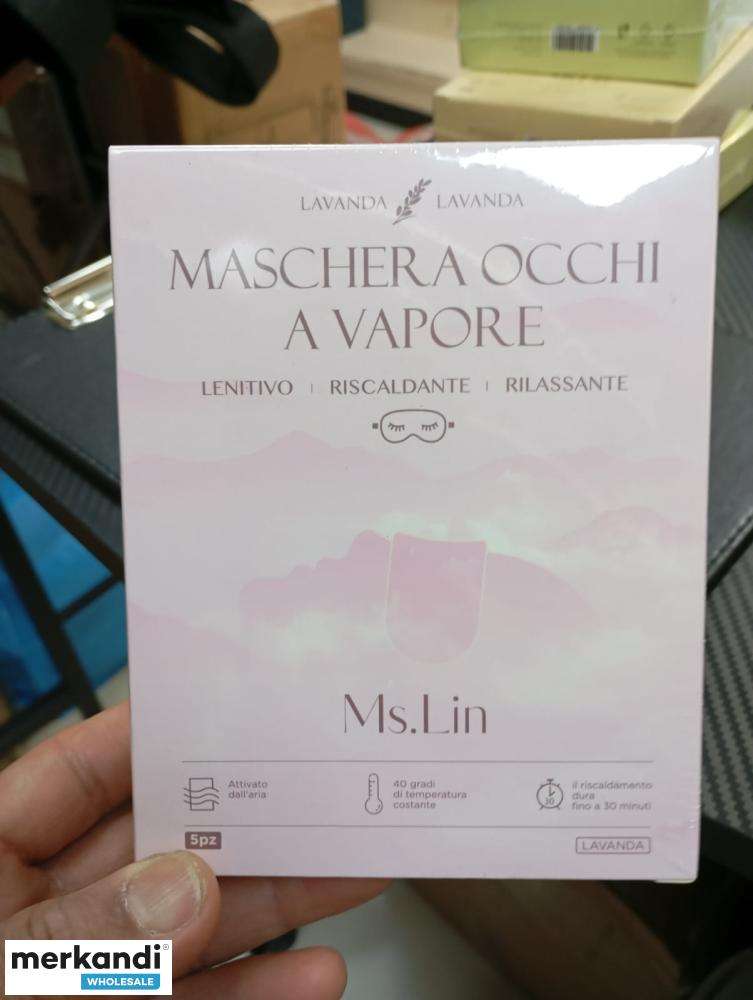 LAVANDA LAVANDA
MASCHERA OCCHI
A VAPORE
LENITIVO | RISCALDANTE | RILASSANTE
Ms.Lin
Attivato
dall'aria
40 gradi
di temperatura
costante
30
il riscaldamento
dura
fino a 30 minuti
5pz
LAVANDA
merkandi®
WHOLESALE